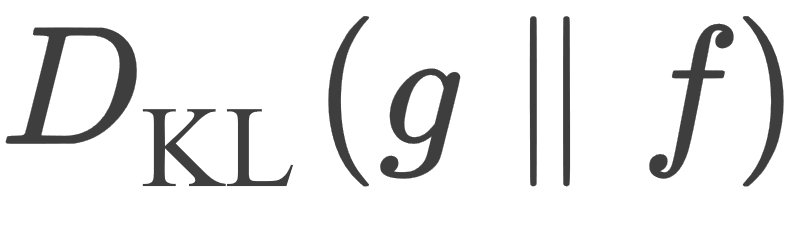 D_KL(g ∥ f)